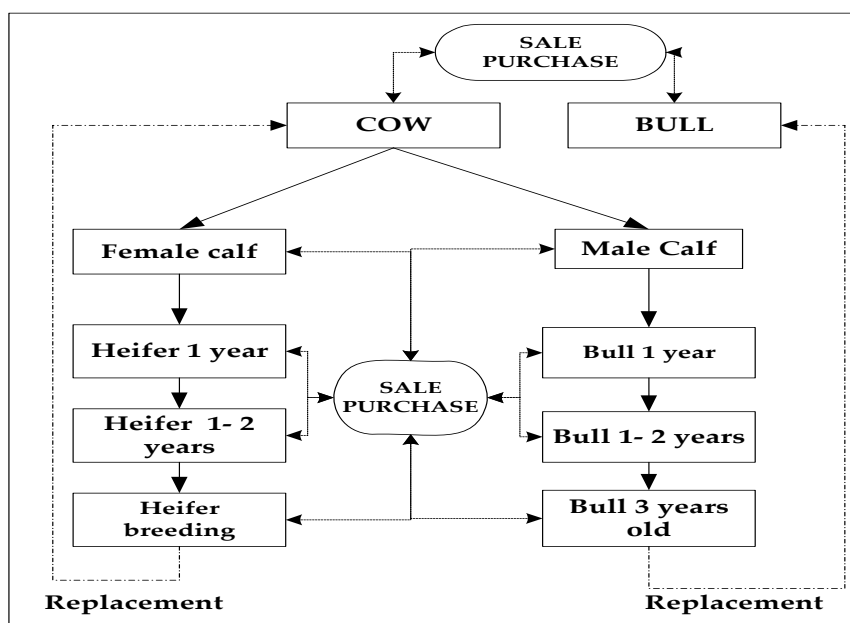 SALE
PURCHASE
COW
BULL
Female calf
Male Calf
Heifer 1 year
Bull 1 year
SALE
PURCHASE
Heifer 1- 2
years
Bull 1- 2 years
Heifer
breeding
Bull 3 years
old
Replacement
Replacement